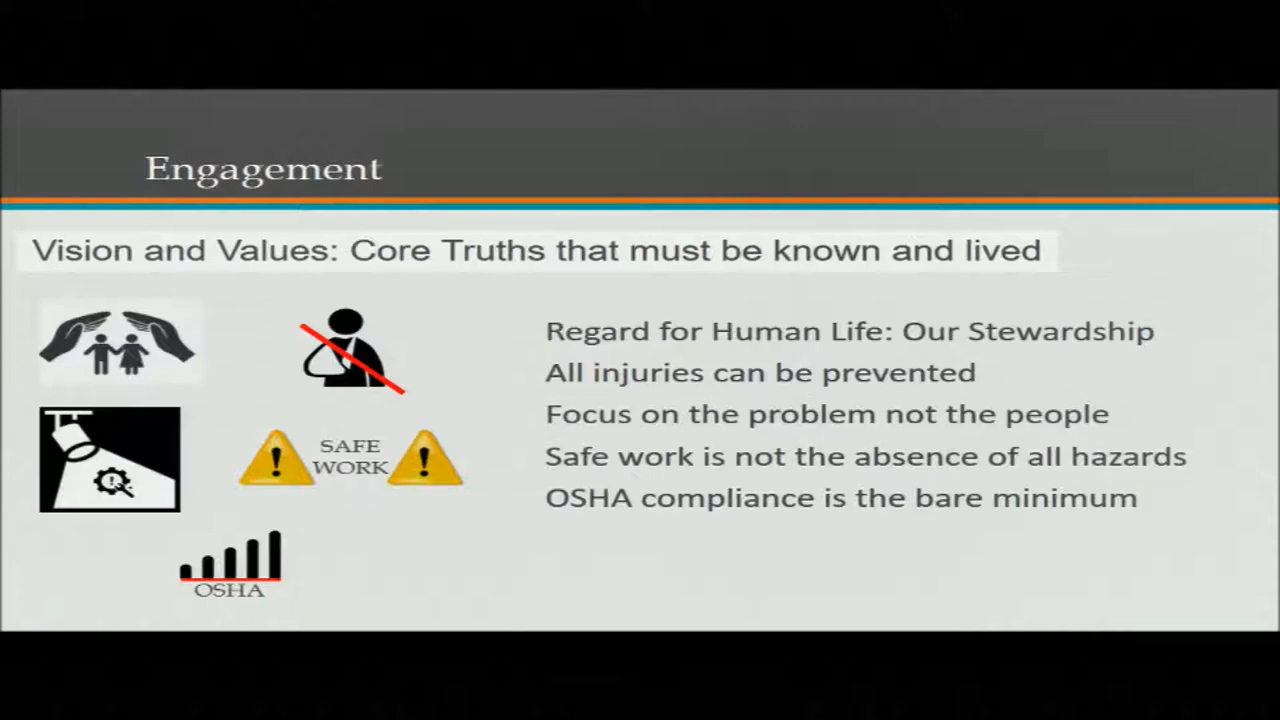 Engagement
Vision and Values: Core Truths that must be known and lived
Regard for Human Life: Our Stewardship
All injuries can be prevented
Focus on the problem not the people
Safe work is not the absence of all hazards
OSHA compliance is the bare minimum
SAFE
WORK
OSHA